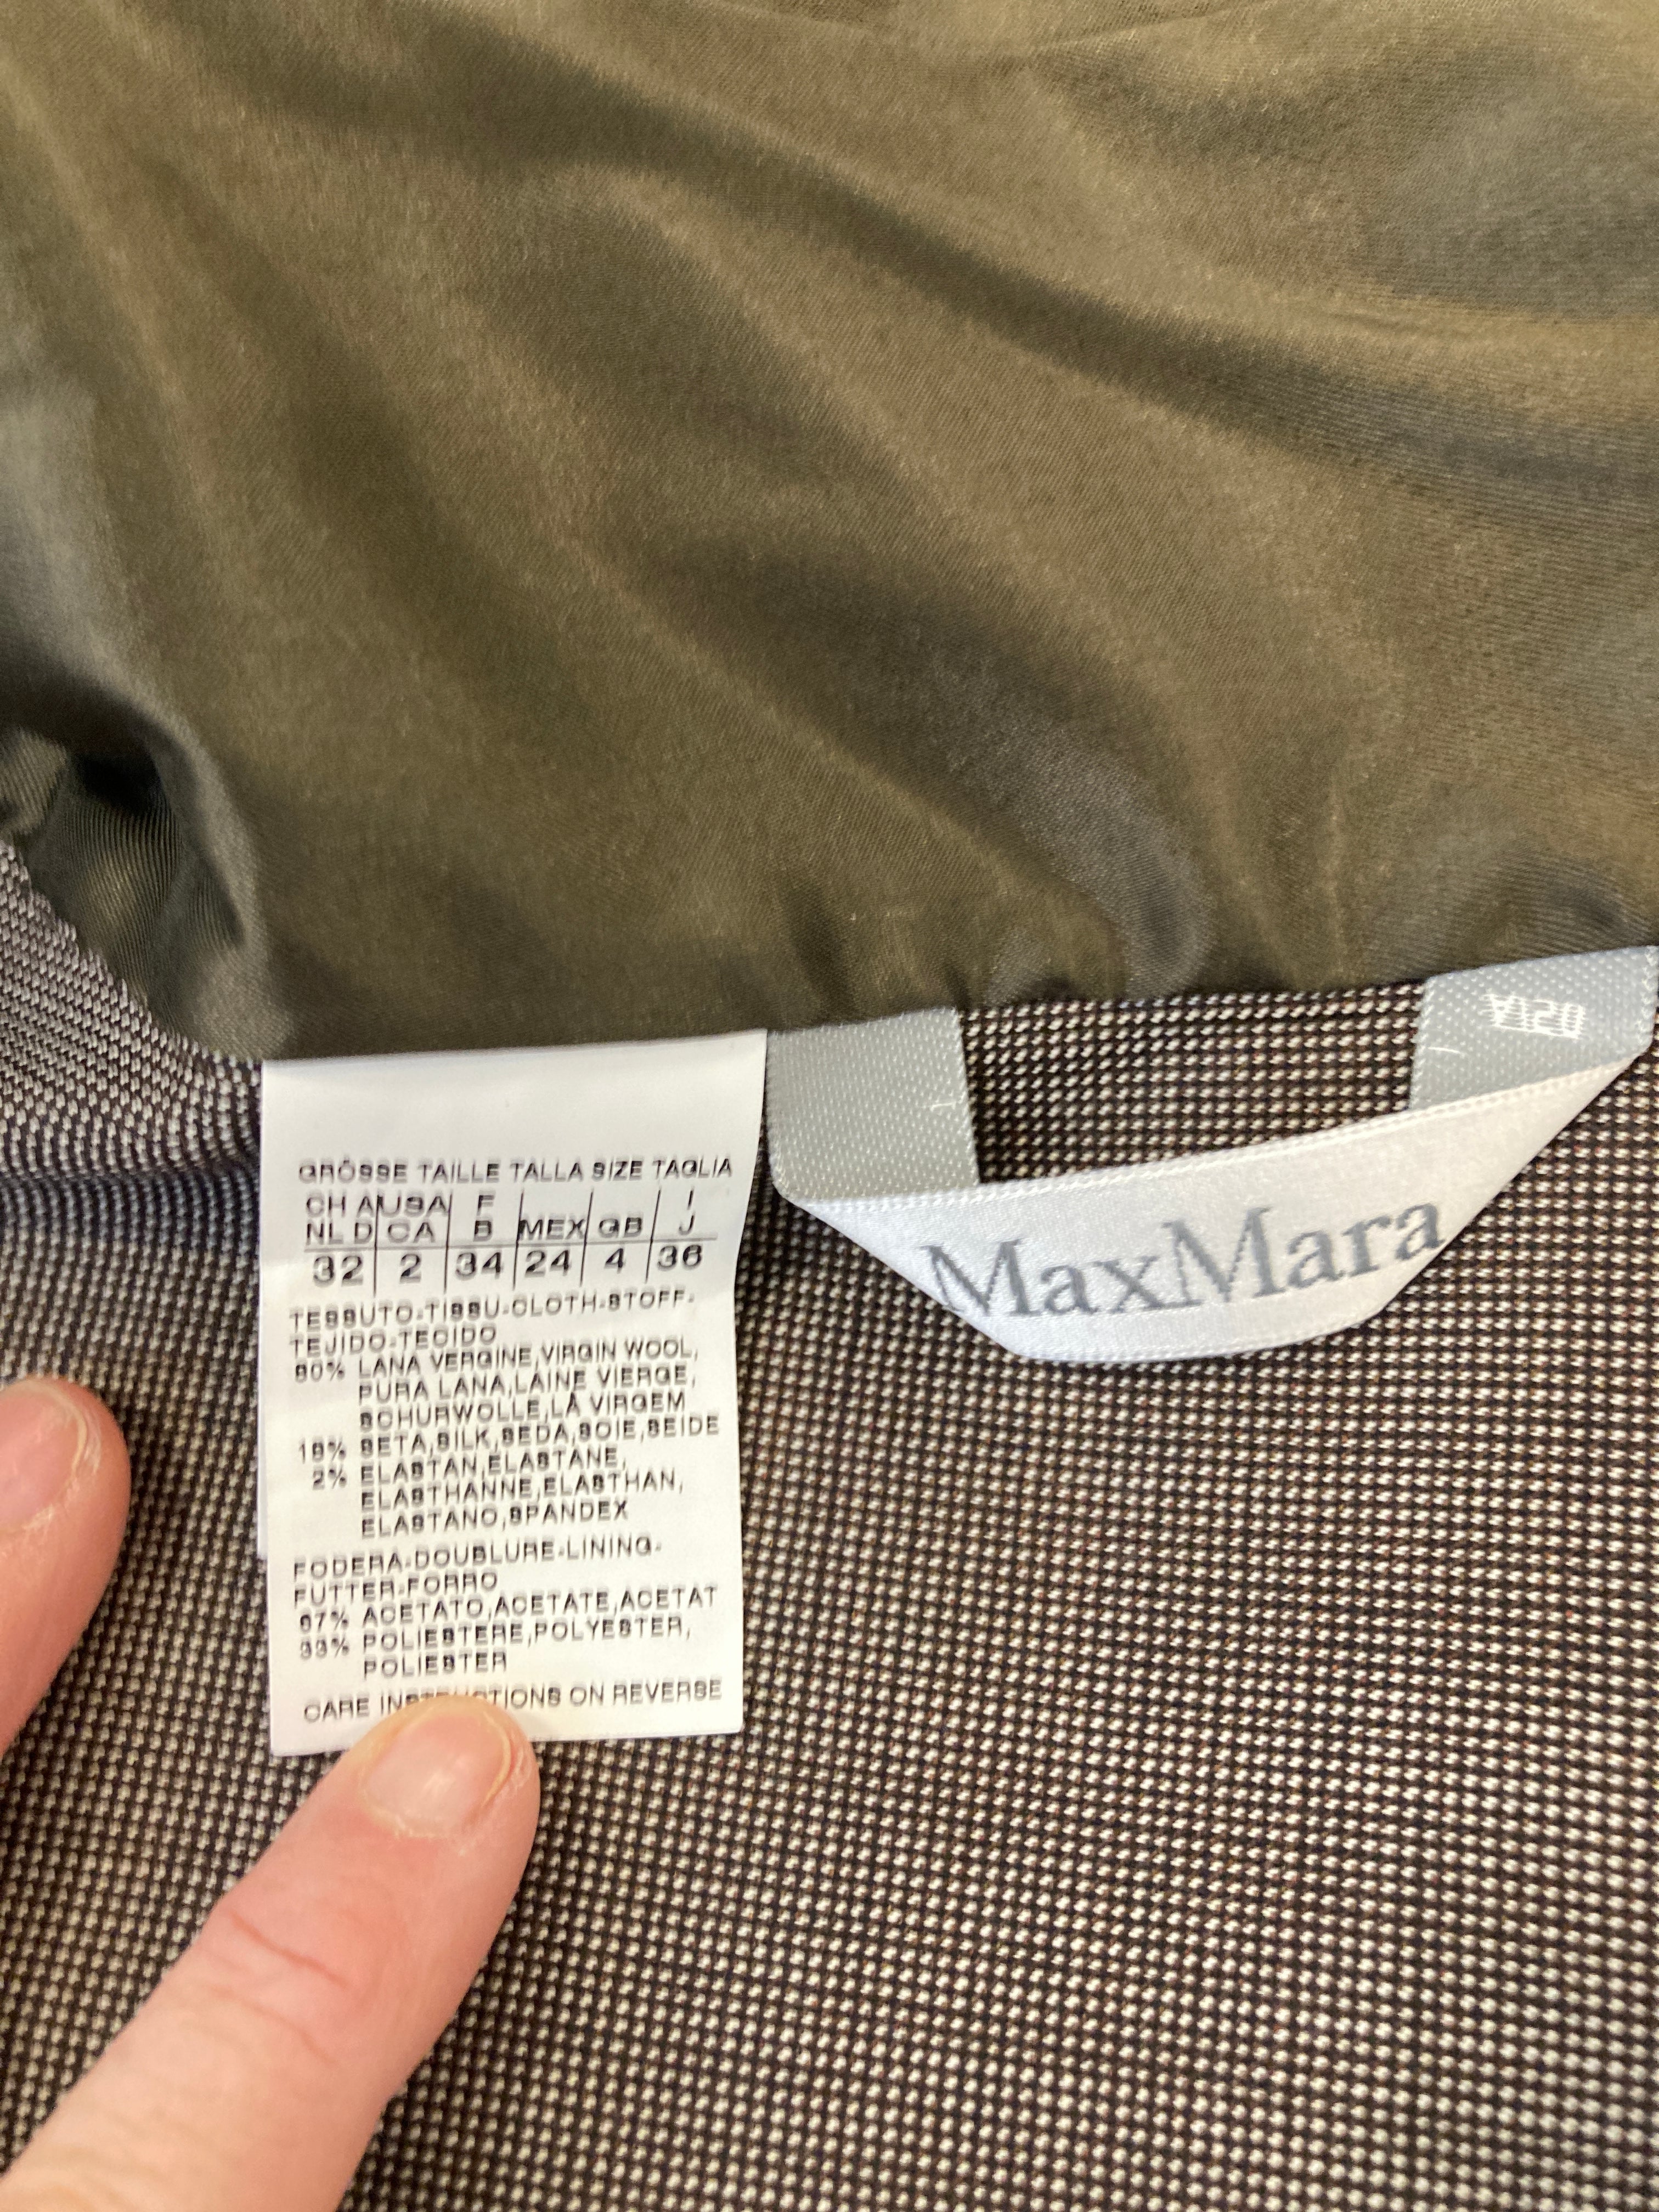 GRÖSSE TAILLE TALLA SIZE TAGLIA
CH A USA F I
NL D CA B MEX GB J
32 2 34 24 4 36
TESSUTO-TISSU-CLOTH-STOFF-
TEJIDO-TECIDO
80% LANA VERGINE,VIRGIN WOOL,
PURA LANA,LAINE VIERGE,
SCHURWOLLE,LÃ VIRGEM
18% SETA,SILK,SEDA,SOIE,SEIDE
2% ELASTAN,ELASTANE,
ELASTHANNE,ELASTHAN,
ELASTANO,SPANDEX
FODERA-DOUBLURE-LINING-
FUTTER-FORRO
67% ACETATO,ACETATE,ACETAT
33% POLIESTERE,POLYESTER,
POLIESTER
CARE INSTRUCTIONS ON REVERSE
MaxMara